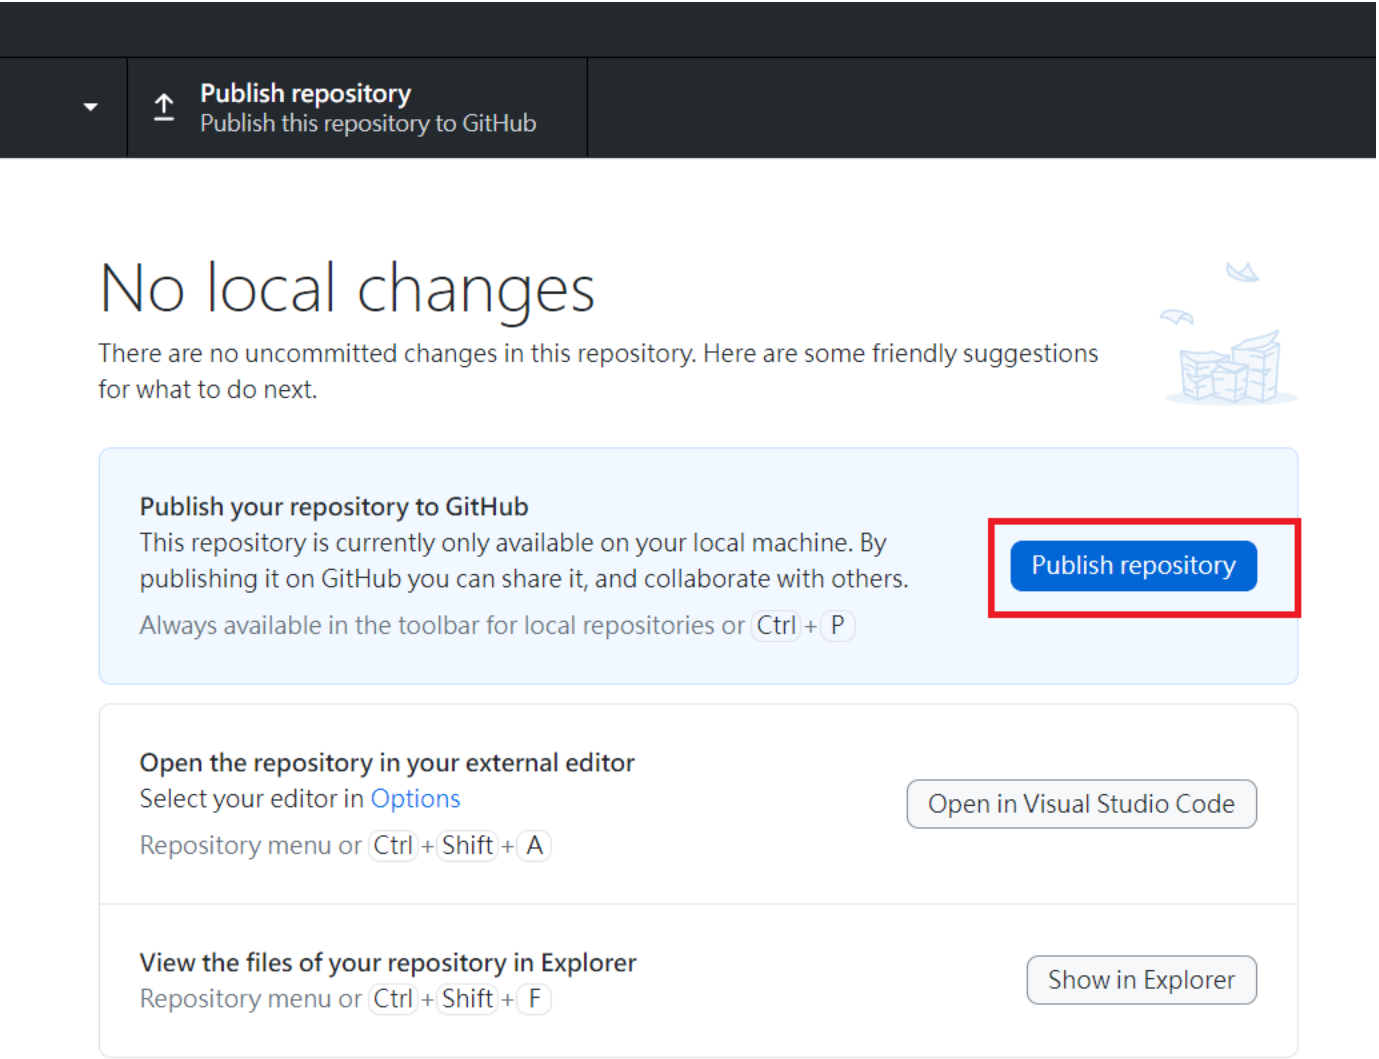 Publish repository
Publish this repository to GitHub
No local changes
There are no uncommitted changes in this repository. Here are some friendly suggestions
for what to do next.
Publish your repository to GitHub
This repository is currently only available on your local machine. By
publishing it on GitHub you can share it, and collaborate with others.
Always available in the toolbar for local repositories or Ctrl + P
Publish repository
Open the repository in your external editor
Select your editor in Options
Repository menu or Ctrl + Shift + A
Open in Visual Studio Code
View the files of your repository in Explorer
Repository menu or Ctrl + Shift + F
Show in Explorer